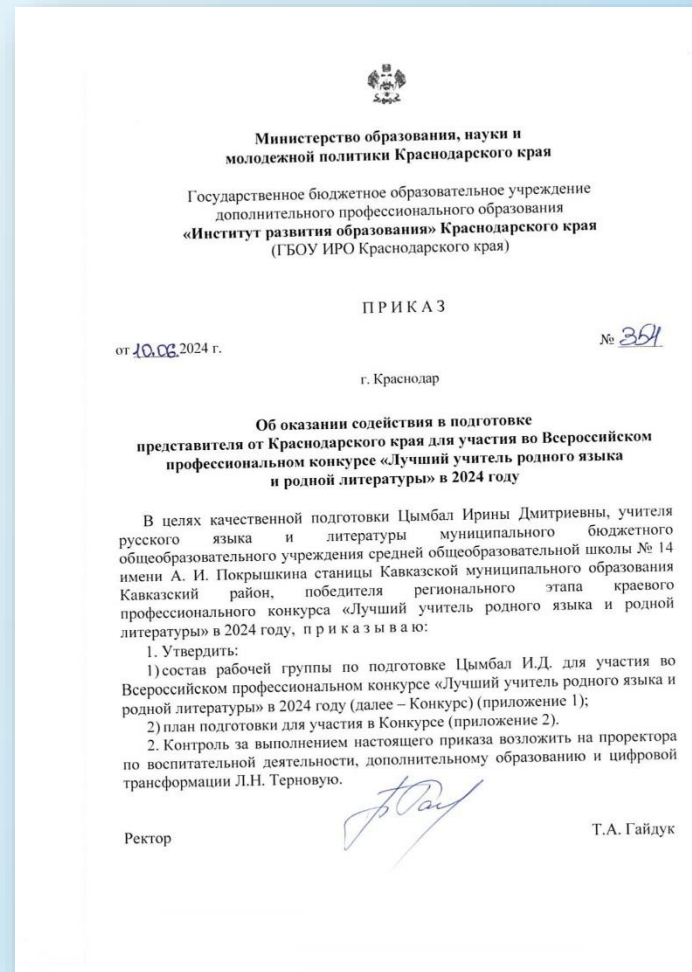 Министерство образования, науки и
молодежной политики Краснодарского края
Государственное бюджетное образовательное учреждение
дополнительного профессионального образования
«Институт развития образования» Краснодарского края
(ГБОУ ИРО Краснодарского края)
П Р И К А З
от 10.06.2024 г.
№ 354
г. Краснодар
Об оказании содействия в подготовке
представителя от Краснодарского края для участия во Всероссийском
профессиональном конкурсе «Лучший учитель родного языка
и родной литературы» в 2024 году
В целях качественной подготовки Цымбал Ирины Дмитриевны, учителя
русского языка и литературы муниципального бюджетного
общеобразовательного учреждения средней общеобразовательной школы № 14
имени А. И. Покрышкина станицы Кавказской муниципального образования
Кавказский район, победителя регионального этапа краевого
профессионального конкурса «Лучший учитель родного языка и родной
литературы» в 2024 году, п р и к а з ы в а ю:
1. Утвердить:
1) состав рабочей группы по подготовке Цымбал И.Д. для участия во
Всероссийском профессиональном конкурсе «Лучший учитель родного языка и
родной литературы» в 2024 году (далее – Конкурс) (приложение 1);
2) план подготовки для участия в Конкурсе (приложение 2).
2. Контроль за выполнением настоящего приказа возложить на проректора
по воспитательной деятельности, дополнительному образованию и цифровой
трансформации Л.Н. Терновую.
Ректор
Т.А. Гайдук